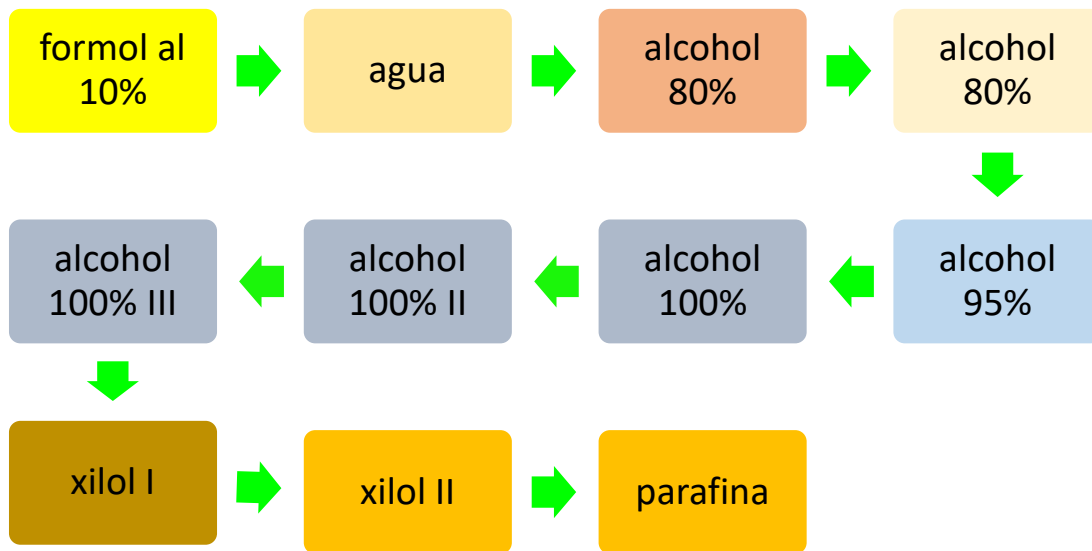 formol al
10%
agua
alcohol
80%
alcohol
80%
alcohol
95%
alcohol
100%
alcohol
100% II
alcohol
100% III
xilol I
xilol II
parafina